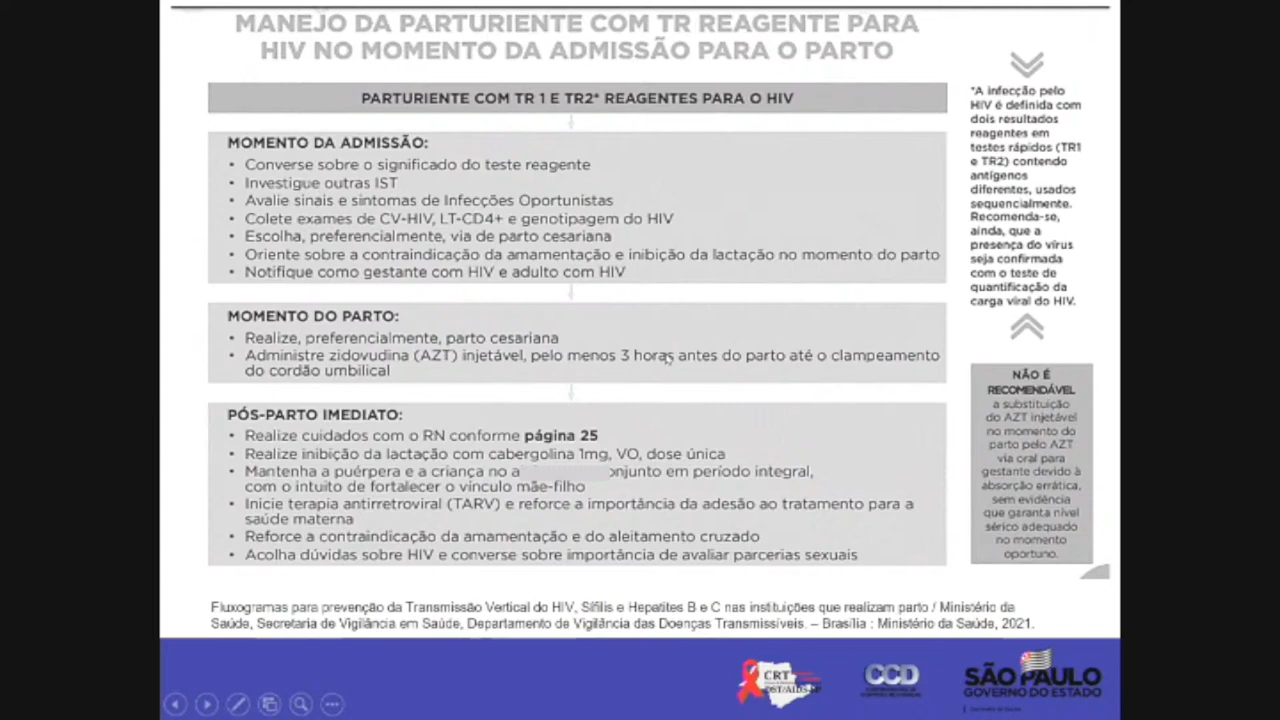 MANEJO DA PARTURIENTE COM TR REAGENTE PARA
HIV NO MOMENTO DA ADMISSÃO PARA O PARTO
PARTURIENTE COM TR 1 E TR2* REAGENTES PARA O HIV
MOMENTO DA ADMISSÃO:
• Converse sobre o significado do teste reagente
• Investigue outras IST
• Avalie sinais e sintomas de Infecções Oportunistas
• Colete exames de CV-HIV, LT-CD4+ e genotipagem do HIV
• Escolha, preferencialmente, via de parto cesariana
• Oriente sobre a contraindicação da amamentação e inibição da lactação no momento do parto
• Notifique como gestante com HIV e adulto com HIV
MOMENTO DO PARTO:
• Realize, preferencialmente, parto cesariana
• Administre zidovudina (AZT) injetável, pelo menos 3 horas antes do parto até o clampeamento
do cordão umbilical
PÓS-PARTO IMEDIATO:
• Realize cuidados com o RN conforme página 25
• Realize inibição da lactação com cabergolina 1mg, VO, dose única
• Mantenha a puérpera e a criança no a onjunto em período integral,
com o intuito de fortalecer o vínculo mãe-filho
• Inicie terapia antirretroviral (TARV) e reforce a importância da adesão ao tratamento para a
saúde materna
• Reforce a contraindicação da amamentação e do aleitamento cruzado
• Acolha dúvidas sobre HIV e converse sobre importância de avaliar parcerias sexuais
*A infecção pelo
HIV é definida com
dois resultados
reagentes em
testes rápidos (TR1
e TR2) contendo
antígenos
diferentes, usados
sequencialmente.
Recomenda-se,
ainda, que a
presença do vírus
seja confirmada
com o teste de
quantificação da
carga viral do HIV.
NÃO É
RECOMENDÁVEL
a substituição
do AZT injetável
no momento do
parto pelo AZT
via oral para
gestante devido à
absorção errática,
sem evidência
que garanta nível
sérico adequado
no momento
oportuno.
Fluxogramas para prevenção da Transmissão Vertical do HIV, Sífilis e Hepatites B e C nas instituições que realizam parto / Ministério da
Saúde, Secretaria de Vigilância em Saúde, Departamento de Vigilância das Doenças Transmissíveis. – Brasília : Ministério da Saúde, 2021.
CRT
DST/AIDS-SP
CCD
SÃO PAULO
GOVERNO DO ESTADO